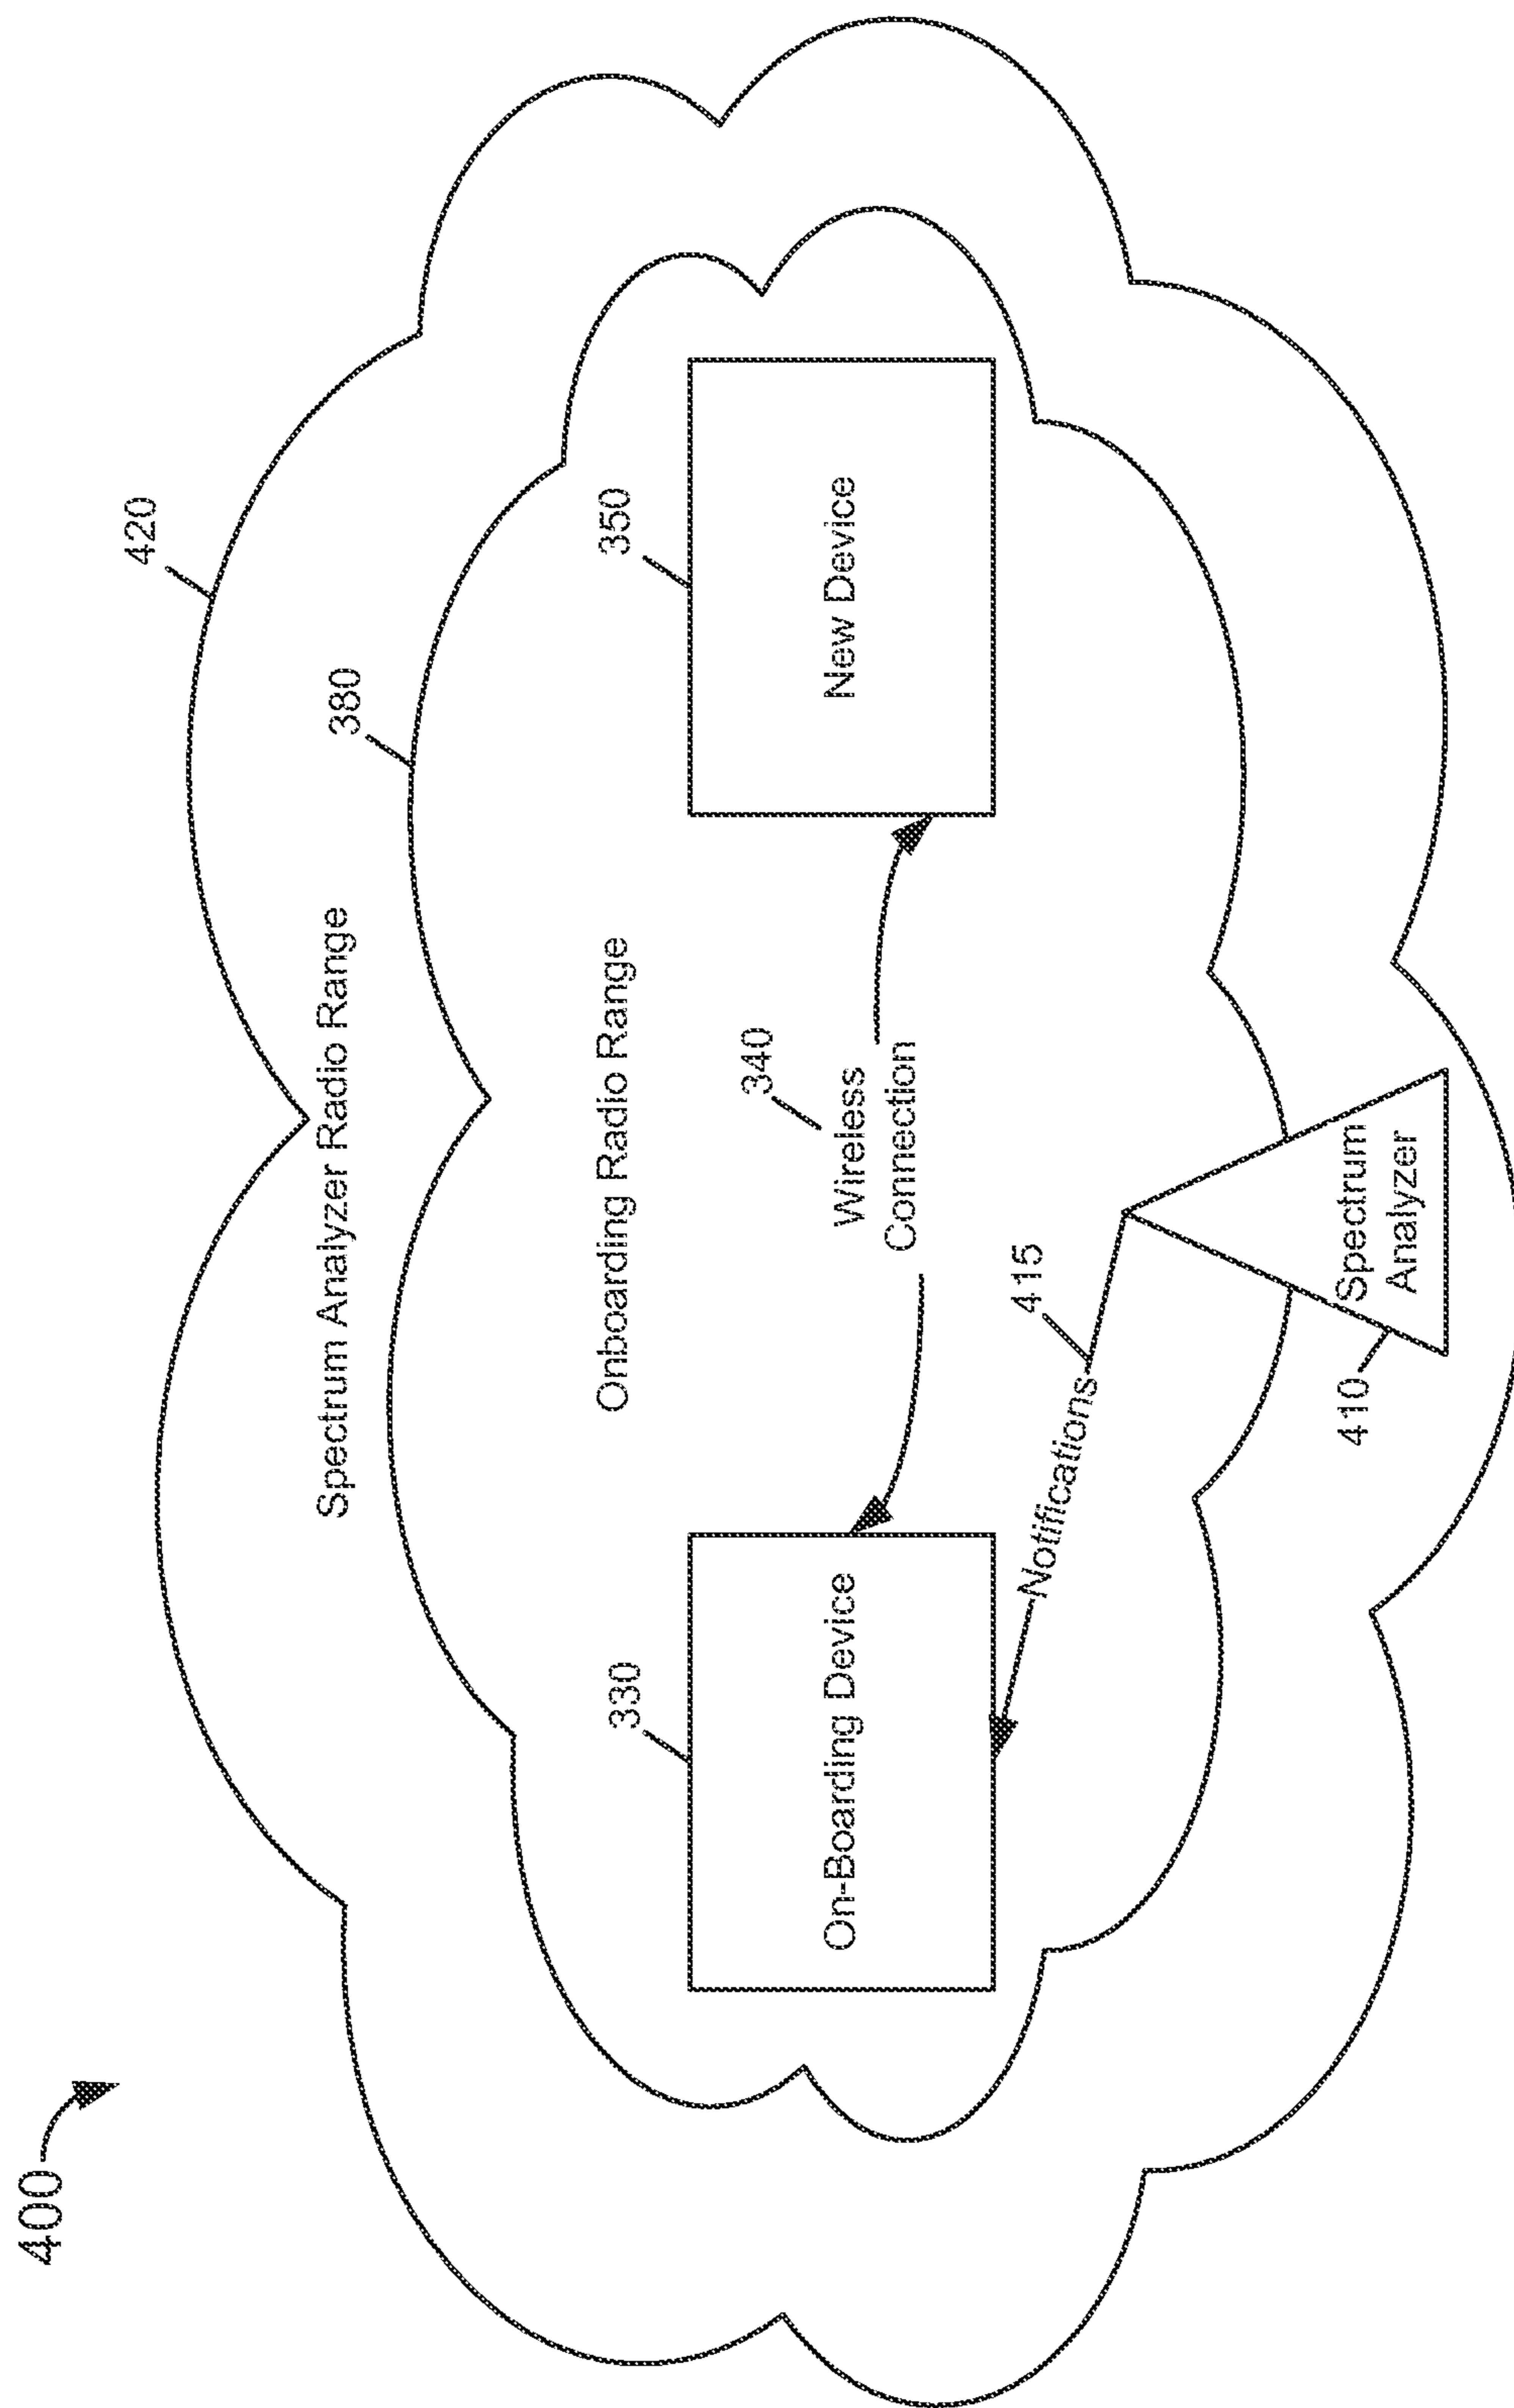 400
420
Spectrum Analyzer Radio Range
380
Onboarding Radio Range
330
350
340
On-Boarding Device
Wireless
Connection
New Device
415
Notifications
410
Spectrum
Analyzer